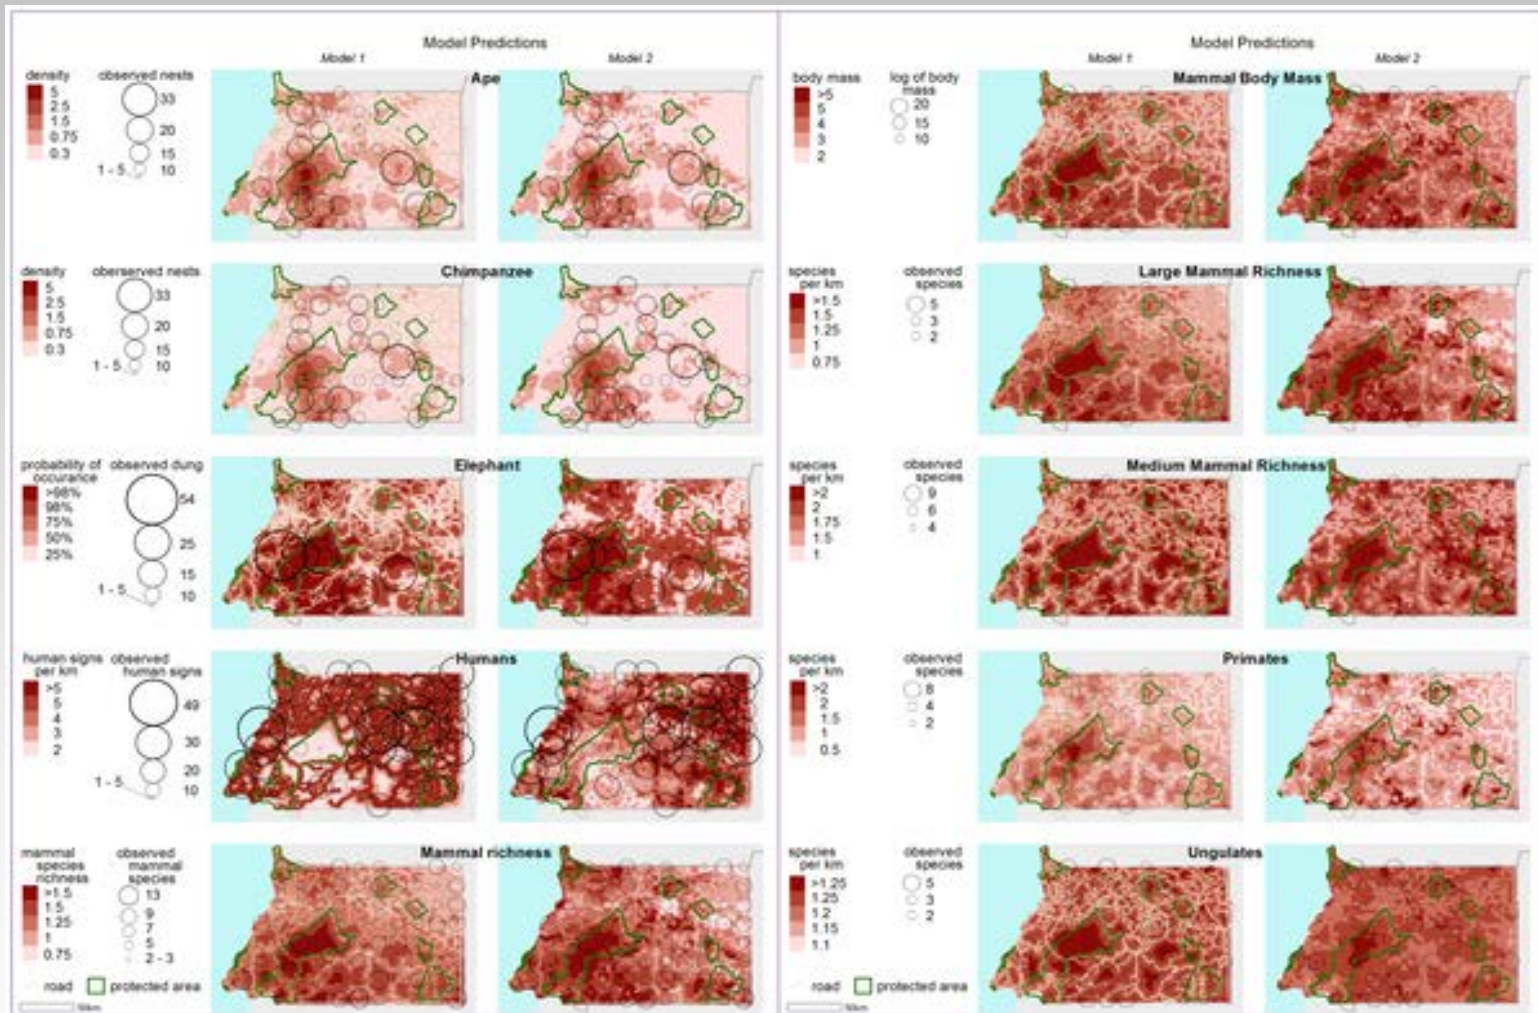 Model Predictions
Model 1
Model 2
Ape
density
5
2.5
1.5
0.75
0.3
observed nests
33
20
15
10
1 - 5
Chimpanzee
density
5
2.5
1.5
0.75
0.3
oberserved nests
33
20
15
10
1 - 5
Elephant
probability of
occurance
>98%
98%
75%
50%
25%
observed dung
54
25
15
10
1 - 5
Humans
human signs
per km
>5
5
4
3
2
observed
human signs
49
30
20
10
1 - 5
Mammal richness
mammal
species
richness
>1.5
1.5
1.25
1
0.75
observed
mammal
species
13
9
7
5
2 - 3
road
protected area
50km
Model Predictions
Model 1
Model 2
Mammal Body Mass
body mass
>5
5
4
3
2
log of body
mass
20
15
10
Large Mammal Richness
species
per km
>1.5
1.5
1.25
1
0.75
observed
species
5
3
2
Medium Mammal Richness
species
per km
>2
2
1.75
1.5
1
observed
species
9
6
4
Primates
species
per km
>2
2
1.5
1
0.5
observed
species
8
4
2
Ungulates
species
per km
>1.25
1.25
1.2
1.15
1.1
observed
species
5
3
2
road
protected area
50km